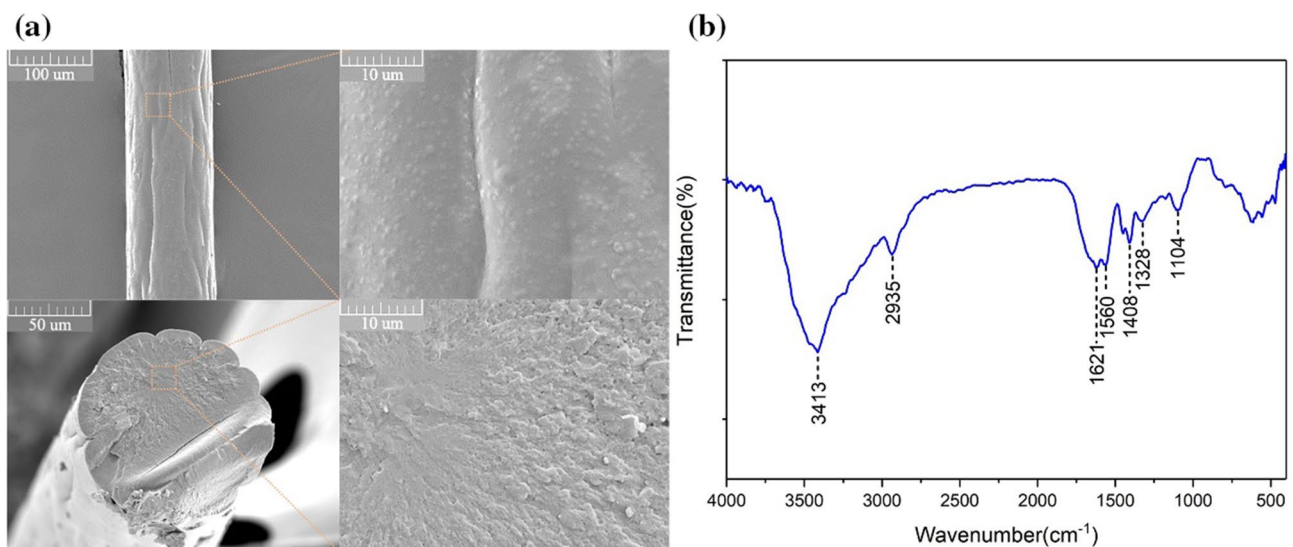 (a)
100 um
10 um
50 um
10 um
(b)
Transmittance(%)
3413
2935
1621
1560
1408
1328
1104
4000 3500 3000 2500 2000 1500 1000 500
Wavenumber(cm⁻¹)